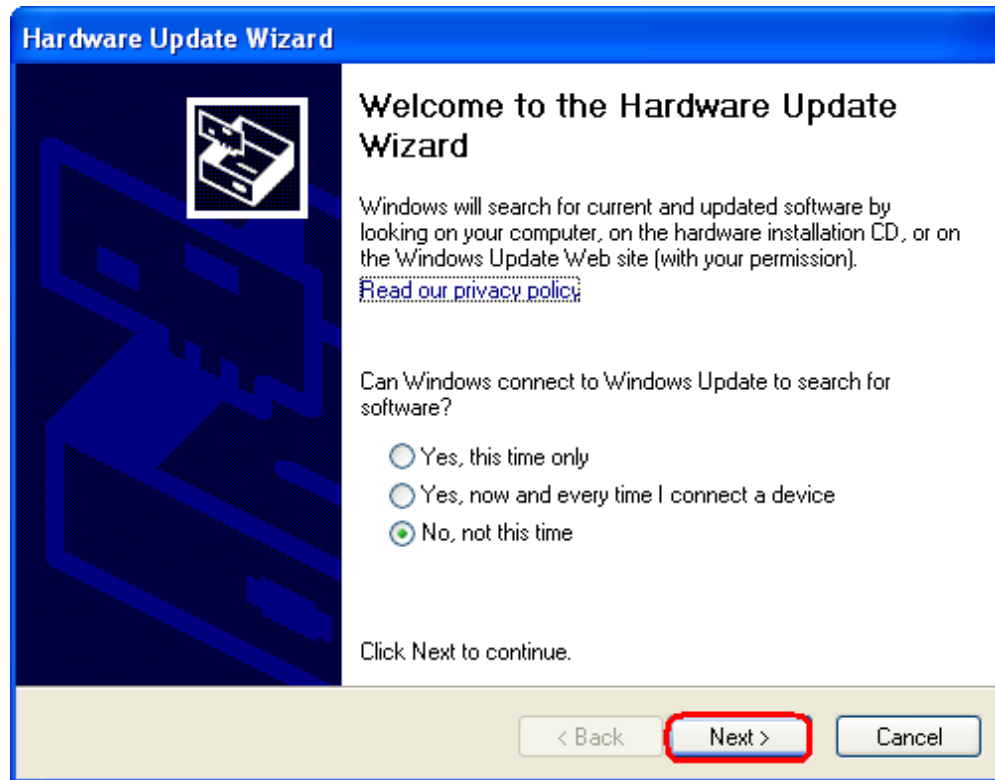 Hardware Update Wizard
Welcome to the Hardware Update
Wizard
Windows will search for current and updated software by
looking on your computer, on the hardware installation CD, or on
the Windows Update Web site (with your permission).
Read our privacy policy
Can Windows connect to Windows Update to search for
software?
Yes, this time only
Yes, now and every time I connect a device
No, not this time
Click Next to continue.
< Back
Next >
Cancel